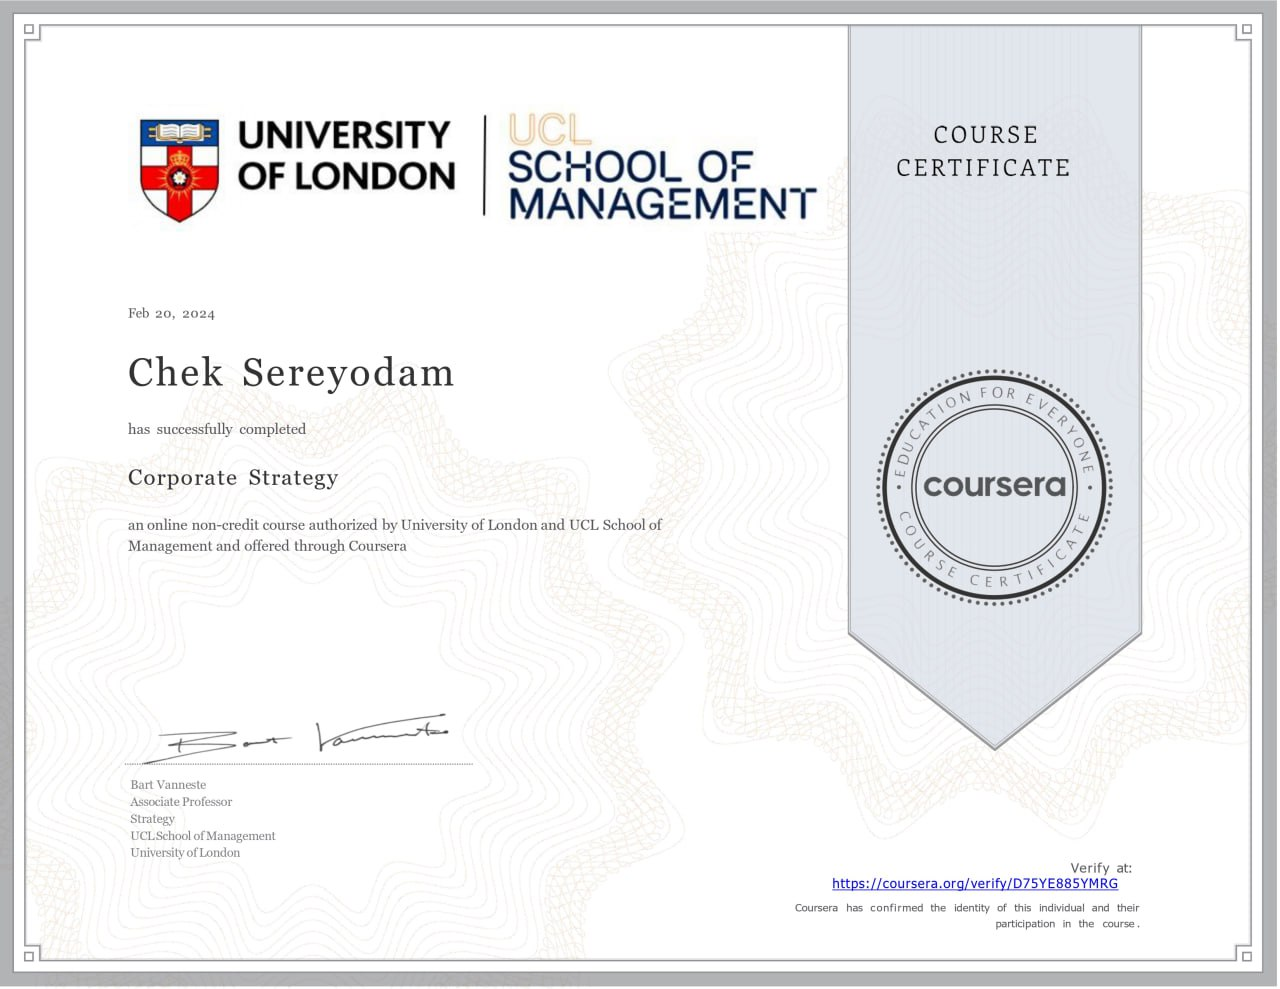 UNIVERSITY
OF LONDON
UCL
SCHOOL OF
MANAGEMENT
COURSE
CERTIFICATE
Feb 20, 2024
Chek Sereyodam
has successfully completed
Corporate Strategy
an online non-credit course authorized by University of London and UCL School of
Management and offered through Coursera
EDUCATION FOR EVERYONE
coursera
COURSE CERTIFICATE
Bart Vanneste
Bart Vanneste
Associate Professor
Strategy
UCL School of Management
University of London
Verify at:
https://coursera.org/verify/D75YE885YMRG
Coursera has confirmed the identity of this individual and their
participation in the course.